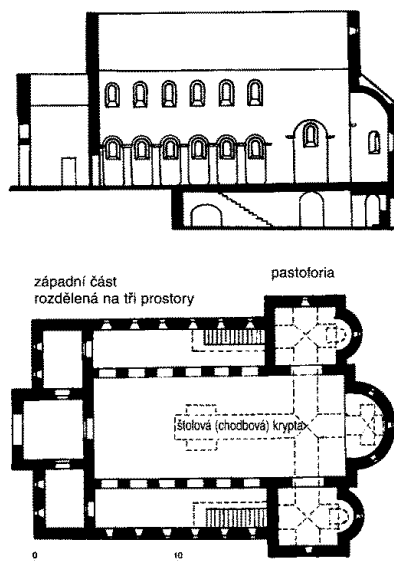 západní část
rozdělená na tři prostory
pastoforia
štolová (chodbová) krypta
0
10